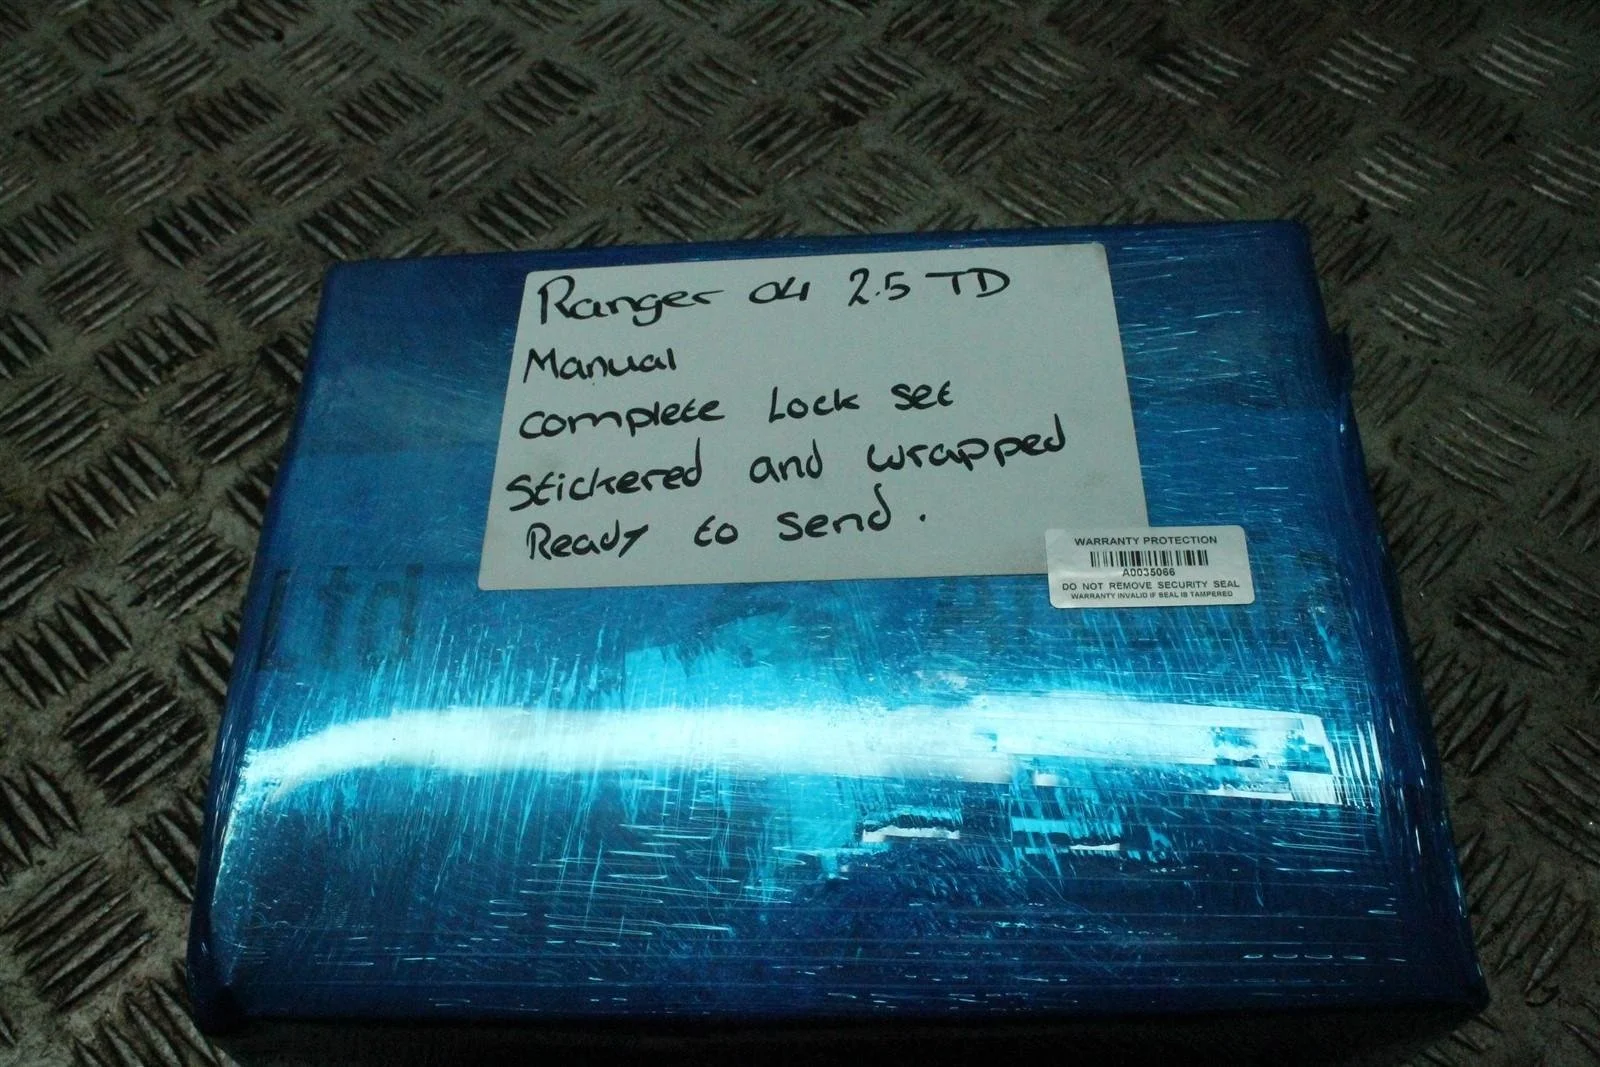 Ranger 04 2.5 TD
Manual
complete Lock set
stickered and wrapped
Ready to send.
WARRANTY PROTECTION
A0035066
DO NOT REMOVE SECURITY SEAL
WARRANTY INVALID IF SEAL IS TAMPERED